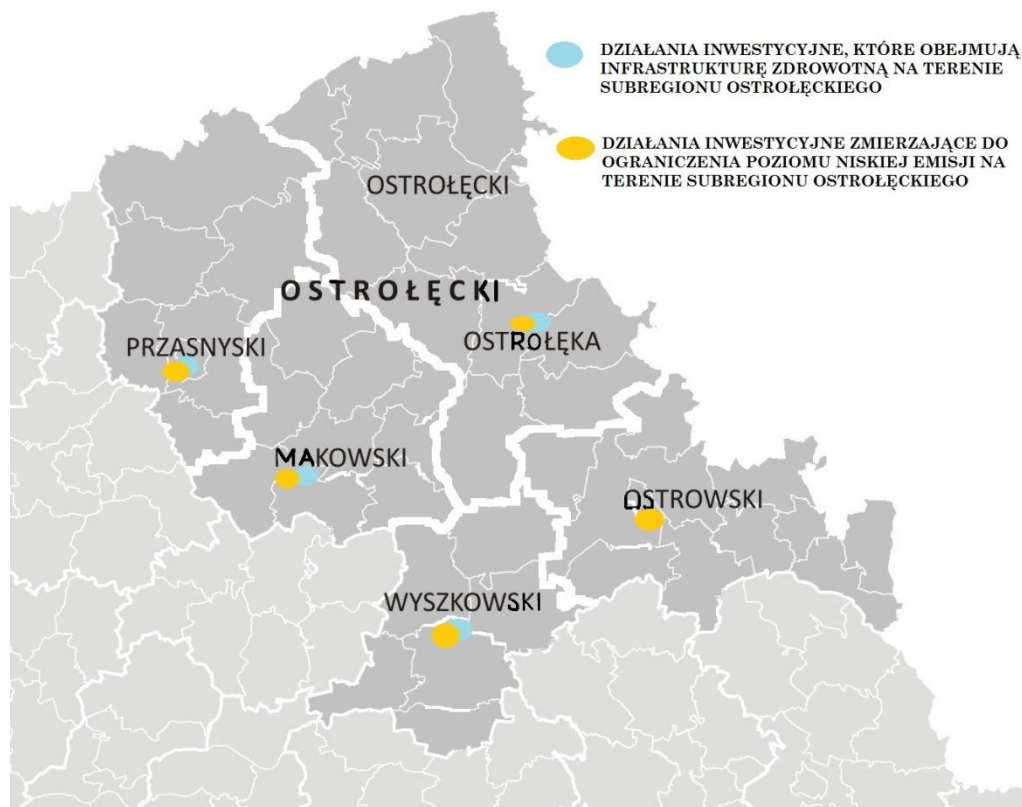 DZIAŁANIA INWESTYCYJNE, KTÓRE OBEJMUJĄ
INFRASTRUKTURĘ ZDROWOTNĄ NA TERENIE
SUBREGIONU OSTROŁĘCKIEGO
DZIAŁANIA INWESTYCYJNE ZMIERZAJĄCE DO
OGRANICZENIA POZIOMU NISKIEJ EMISJI NA
TERENIE SUBREGIONU OSTROŁĘCKIEGO
OSTROŁĘCKI
OSTROŁĘCKI
OSTROŁĘKA
PRZASNYSKI
MAKOWSKI
OSTROWSKI
WYSZKOWSKI